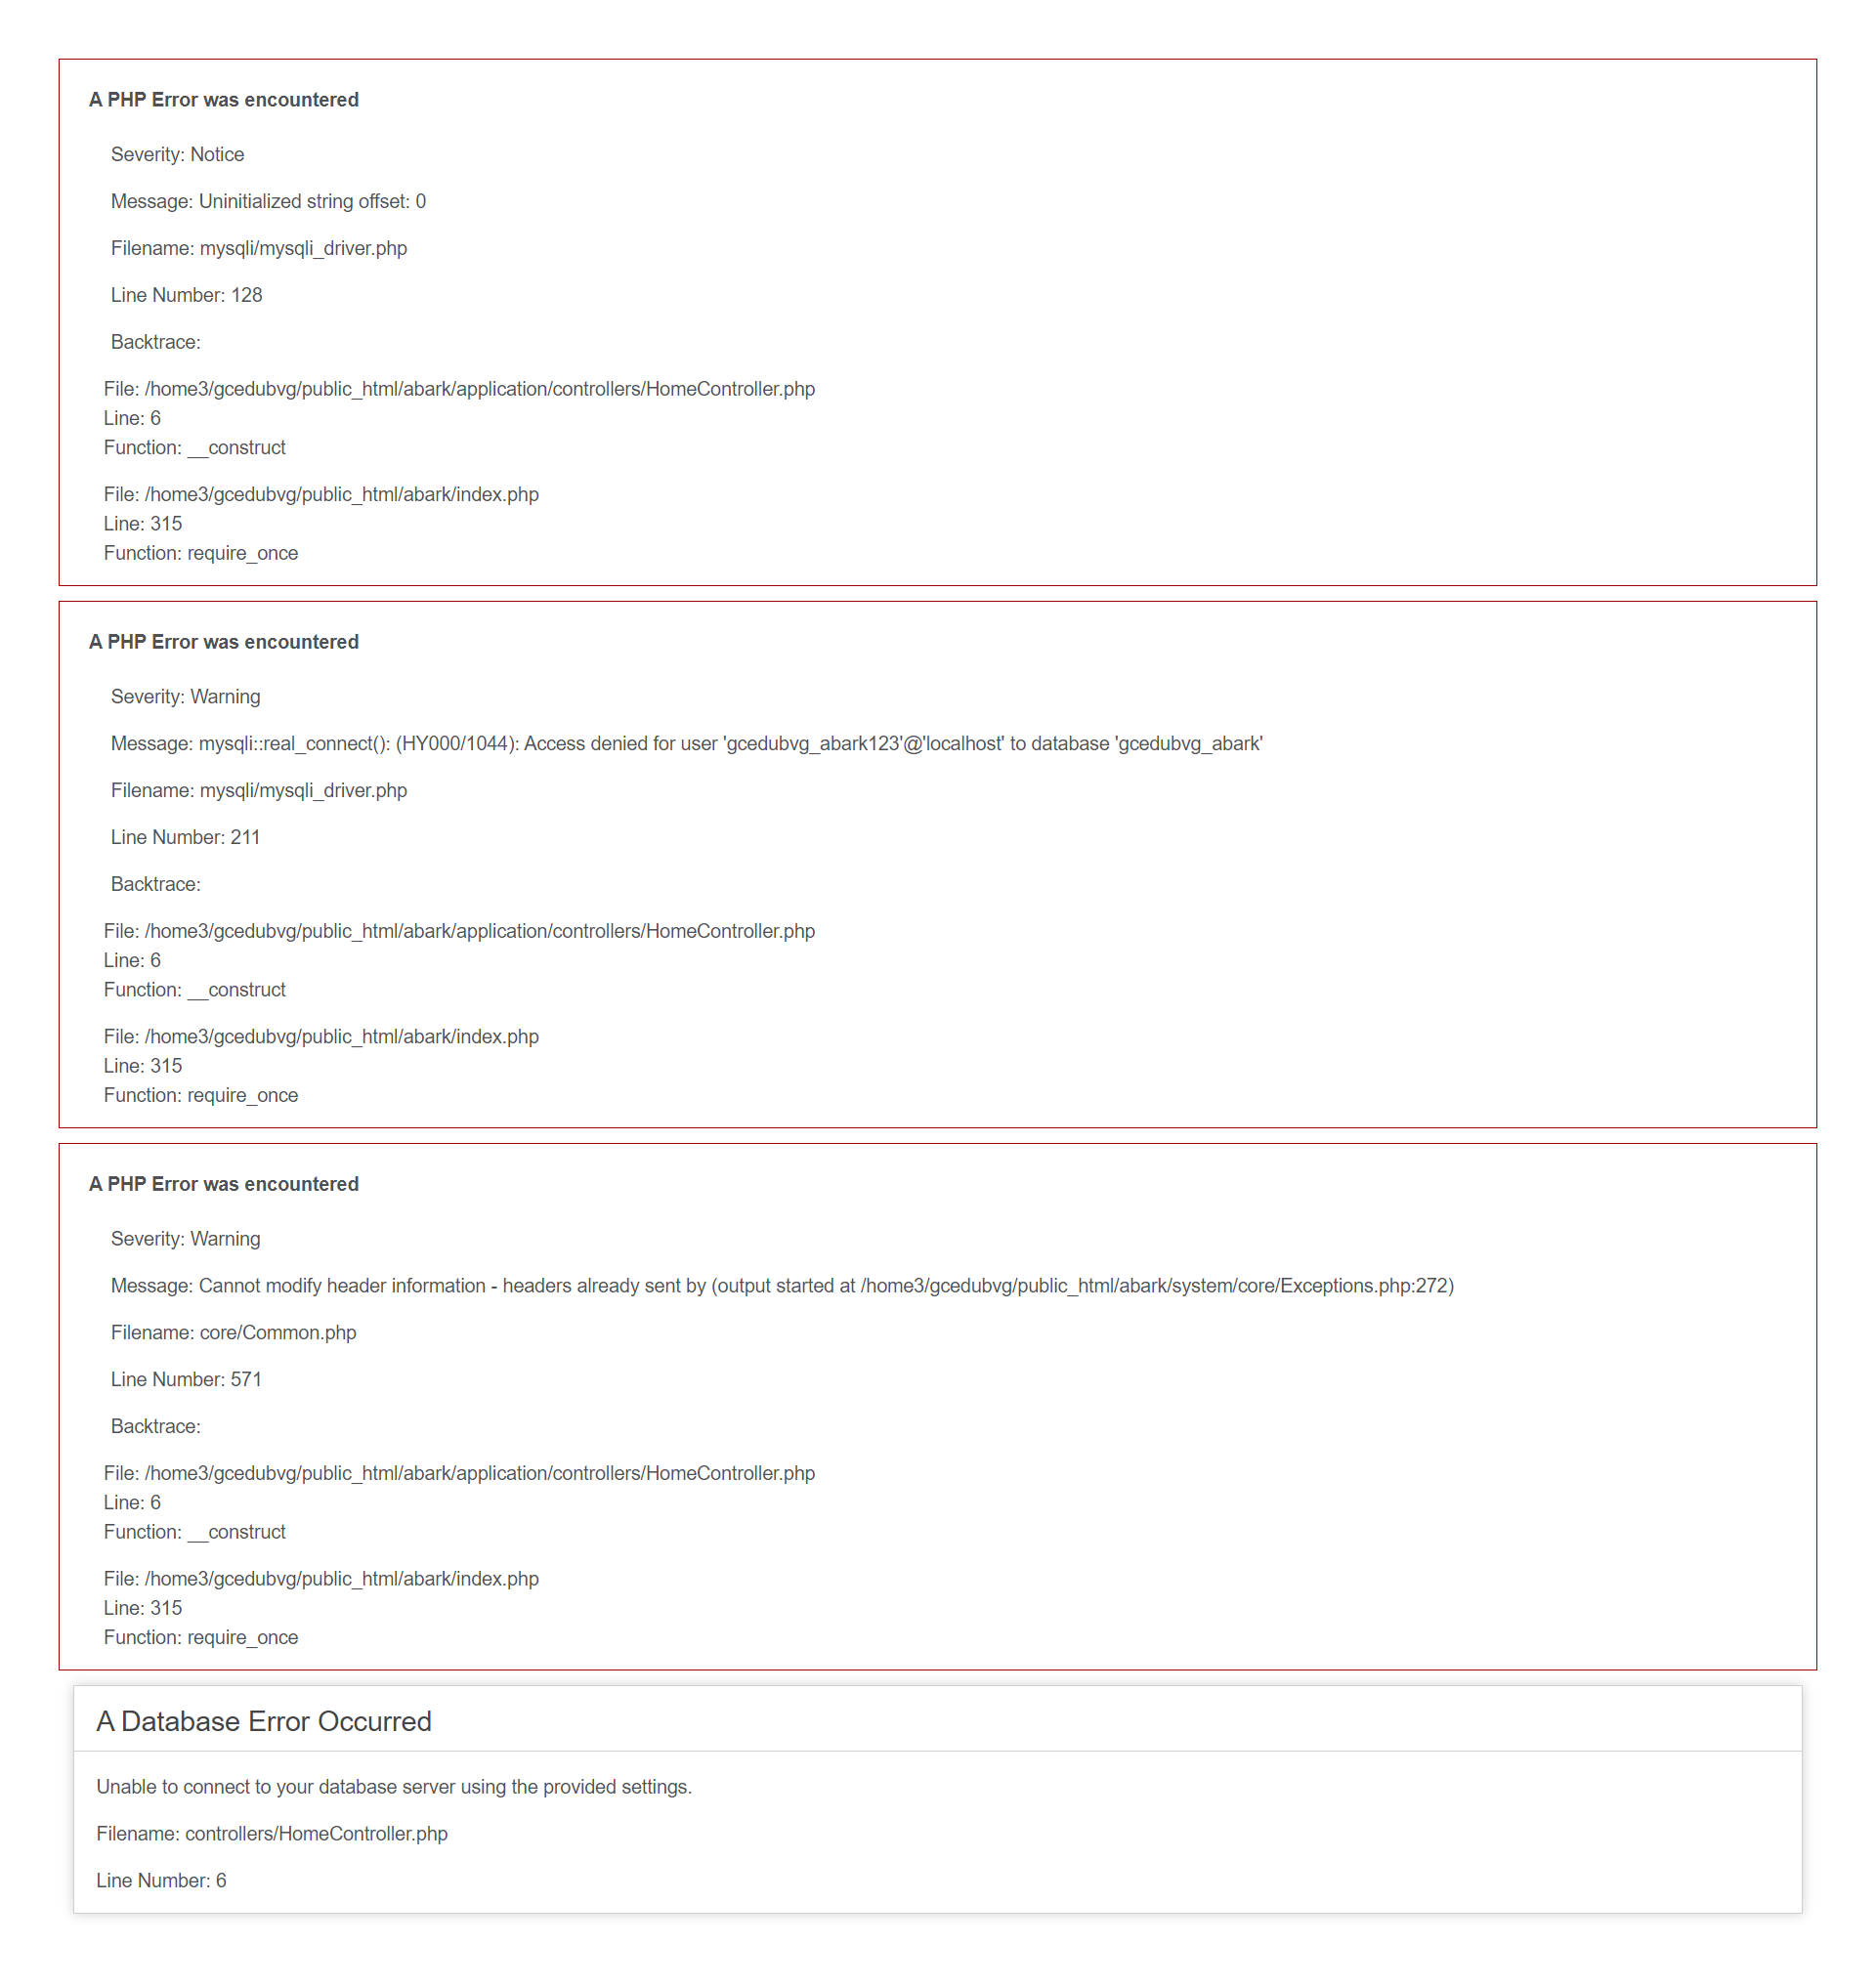 A PHP Error was encountered
Severity: Notice
Message: Uninitialized string offset: 0
Filename: mysqli/mysqli_driver.php
Line Number: 128
Backtrace:
File: /home3/gcedubvg/public_html/abark/application/controllers/HomeController.php
Line: 6
Function: __construct
File: /home3/gcedubvg/public_html/abark/index.php
Line: 315
Function: require_once
A PHP Error was encountered
Severity: Warning
Message: mysqli::real_connect(): (HY000/1044): Access denied for user 'gcedubvg_abark123'@'localhost' to database 'gcedubvg_abark'
Filename: mysqli/mysqli_driver.php
Line Number: 211
Backtrace:
File: /home3/gcedubvg/public_html/abark/application/controllers/HomeController.php
Line: 6
Function: __construct
File: /home3/gcedubvg/public_html/abark/index.php
Line: 315
Function: require_once
A PHP Error was encountered
Severity: Warning
Message: Cannot modify header information - headers already sent by (output started at /home3/gcedubvg/public_html/abark/system/core/Exceptions.php:272)
Filename: core/Common.php
Line Number: 571
Backtrace:
File: /home3/gcedubvg/public_html/abark/application/controllers/HomeController.php
Line: 6
Function: __construct
File: /home3/gcedubvg/public_html/abark/index.php
Line: 315
Function: require_once
A Database Error Occurred
Unable to connect to your database server using the provided settings.
Filename: controllers/HomeController.php
Line Number: 6